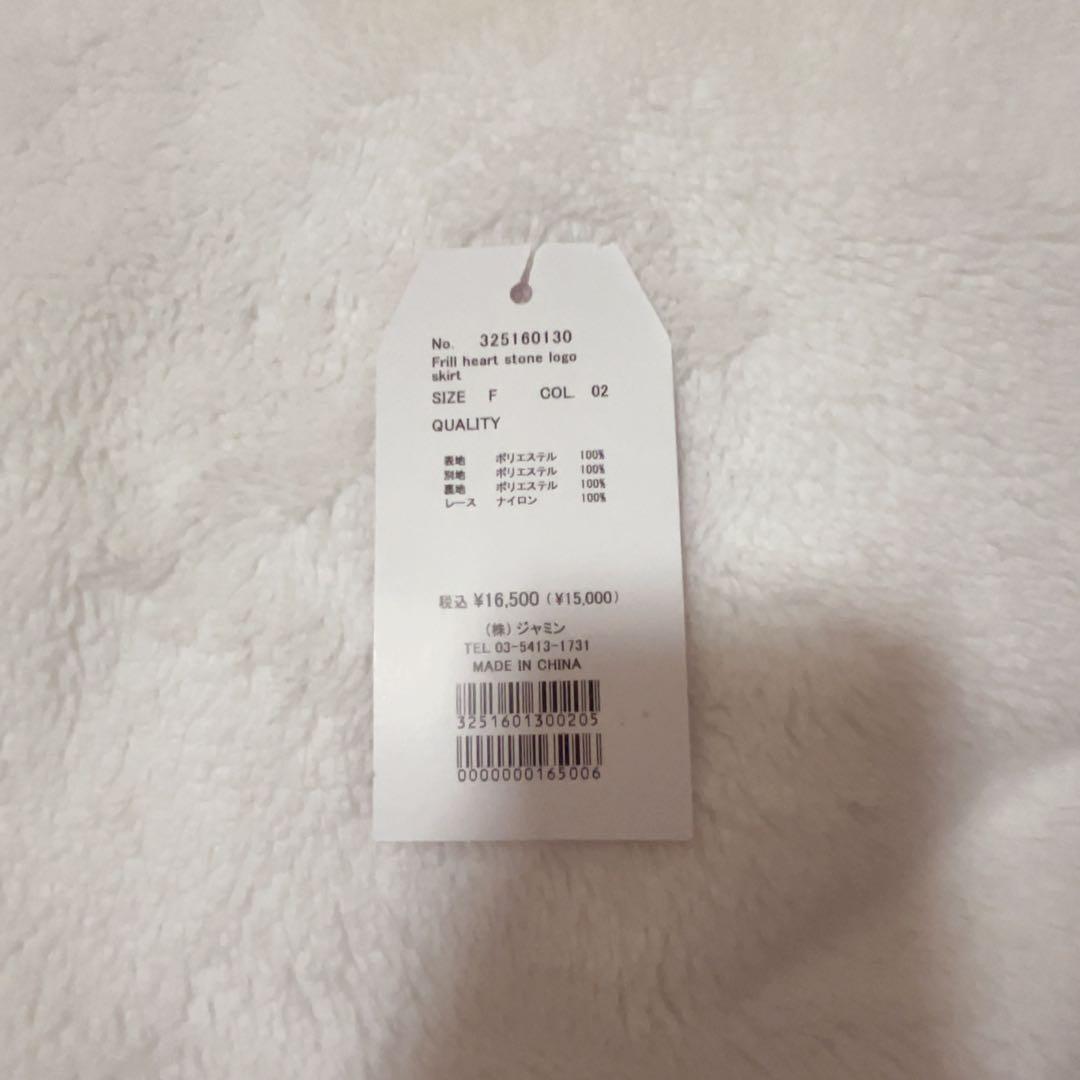 No. 325160130
Frill heart stone logo
skirt
SIZE F COL. 02
QUALITY
表地 ポリエステル 100%
別地 ポリエステル 100%
裏地 ポリエステル 100%
レース ナイロン 100%
税込 ¥16,500 (¥15,000)
(株)ジャミン
TEL 03-5413-1731
MADE IN CHINA
3251601300205
0000000165006